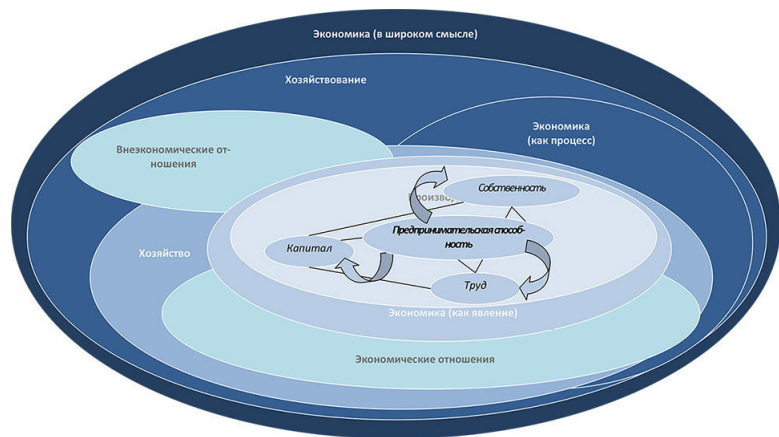 Экономика (в широком смысле)
Хозяйствование
Экономика
(как процесс)
Внеэкономические от-
ношения
Собственность
Предпринимательская способ-
ность
Капитал
Хозяйство
Труд
Экономика (как явление)
Экономические отношения